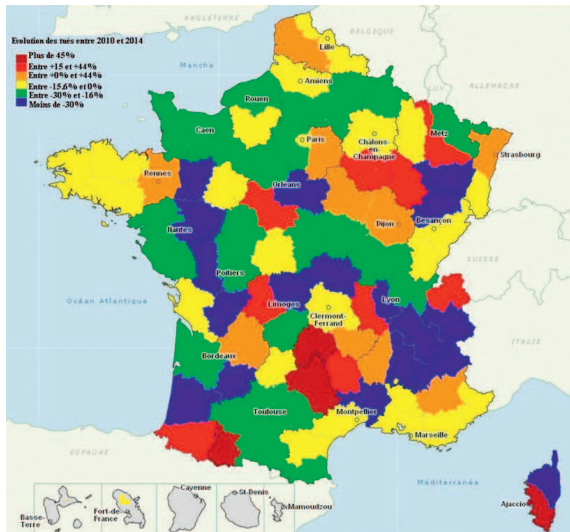 ANGLETERRE
BELGIQUE
Evolution des tués entre 2010 et 2014
Plus de 45%
Entre +15 et +44%
Entre +0% et +44%
Entre -15.6% et 0%
Entre -30% et -16%
Moins de -30%
Manche
Lille
Amiens
LUX.
ALLEMAGNE
Rouen
Caen
Paris
Châlons-
en-
Champagne
Metz
Strasbourg
Rennes
Orléans
Nantes
Dijon
Besançon
SUISSE
Poitiers
Océan Atlantique
Limoges
Clermont-
Ferrand
Lyon
ITALIE
Bordeaux
Toulouse
Montpellier
Marseille
ESPAGNE
Méditerranée
Ajaccio
Basse-
Terre
Fort-de-
France
Cayenne
St-Denis
Mamoudzou